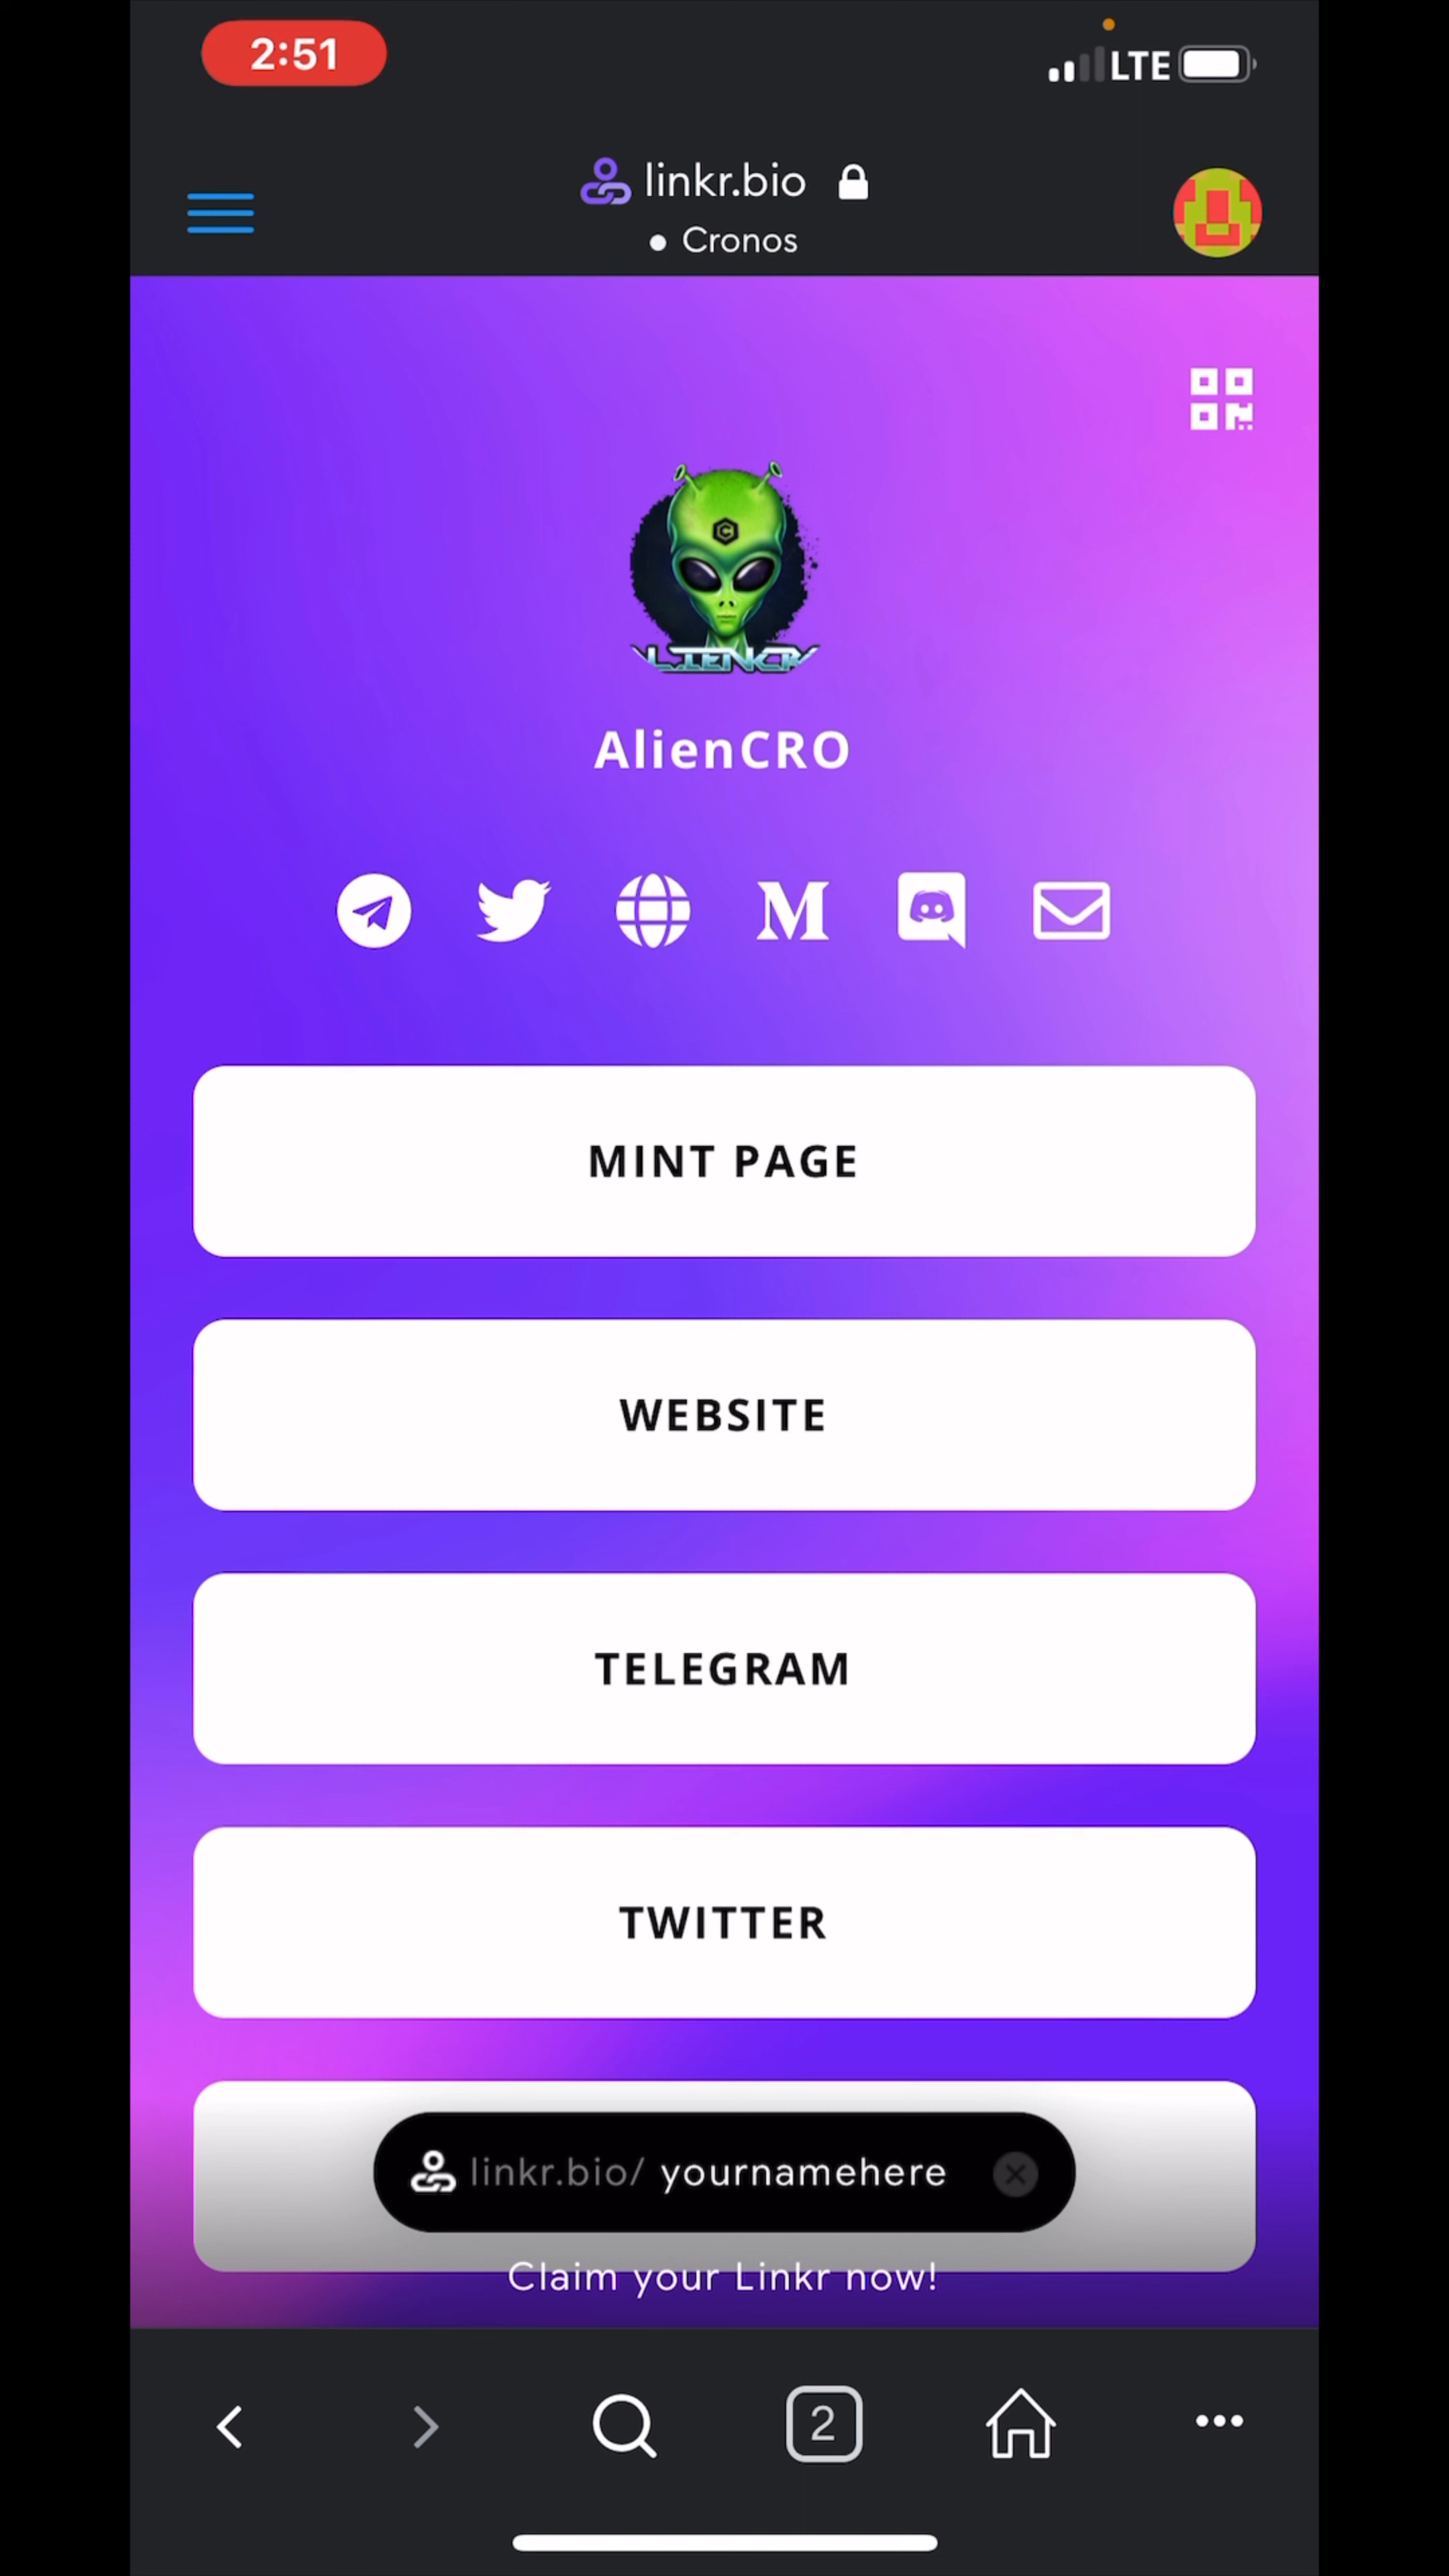 2:51
LTE
linkr.bio
Cronos
AlienCRO
MINT PAGE
WEBSITE
TELEGRAM
TWITTER
linkr.bio/ yournamehere
Claim your Linkr now!
2